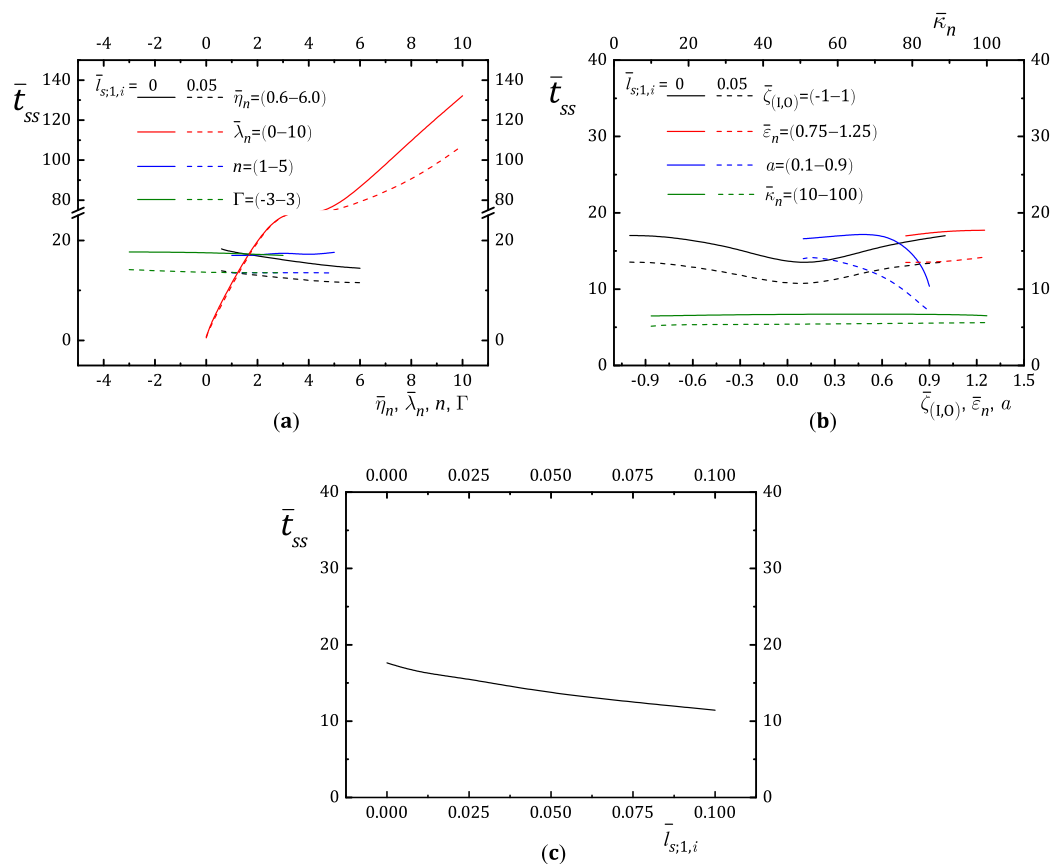 -4 -2 0 2 4 6 8 10
t̄ss
140
120
100
80
20
0
140
120
100
80
20
0
l̄s;1,i = 0 0.05
η̄n=(0.6–6.0)
λ̄n=(0–10)
n=(1–5)
Γ=(-3–3)
-4 -2 0 2 4 6 8 10
η̄n, λ̄n, n, Γ
(a)
κ̄n
0 20 40 60 80 100
t̄ss
40
30
20
10
0
40
30
20
10
0
l̄s;1,i = 0 0.05
ζ̄(I,O)=(-1–1)
ε̄n=(0.75–1.25)
a=(0.1–0.9)
κ̄n=(10–100)
-0.9 -0.6 -0.3 0.0 0.3 0.6 0.9 1.2 1.5
ζ̄(I,O), ε̄n, a
(b)
0.000 0.025 0.050 0.075 0.100
t̄ss
40
30
20
10
0
40
30
20
10
0
0.000 0.025 0.050 0.075 0.100
l̄s;1,i
(c)